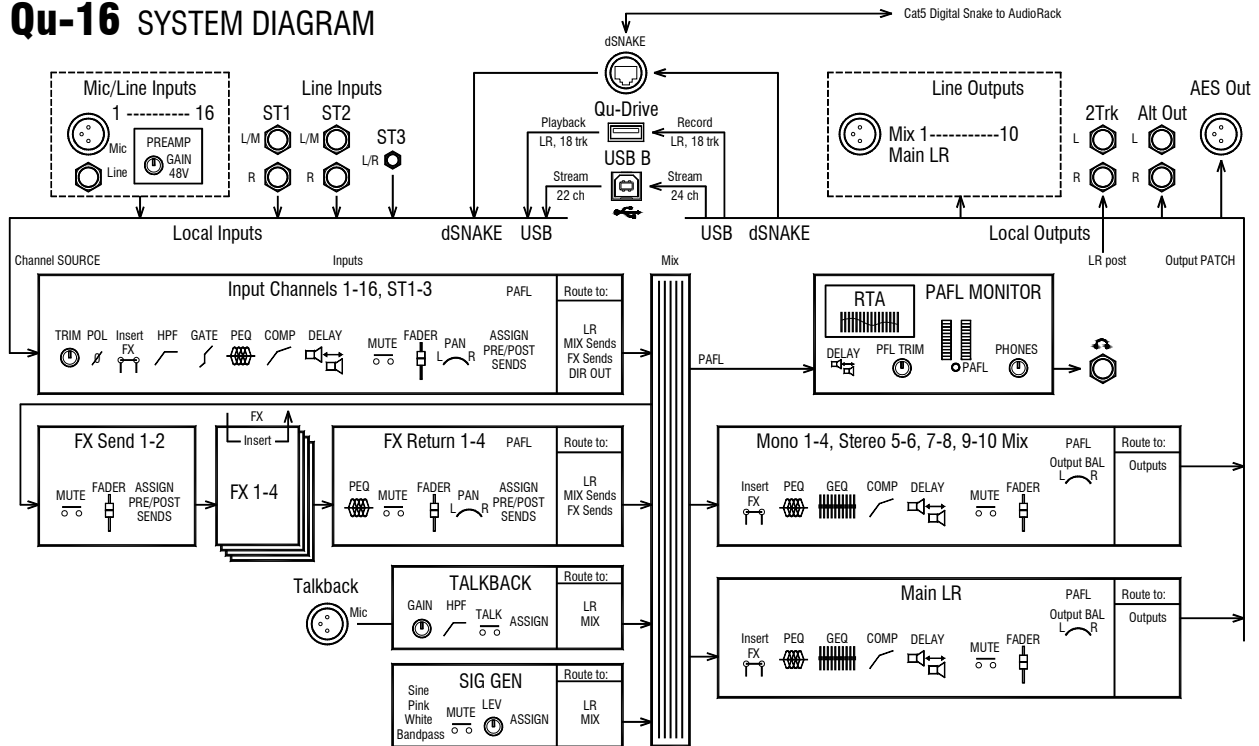 Qu-16 SYSTEM DIAGRAM
Cat5 Digital Snake to AudioRack
dSNAKE
Mic/Line Inputs
1 ---------- 16
Mic
Line
PREAMP
GAIN
48V
Line Inputs
ST1
ST2
ST3
L/M
L/M
L/R
R
R
Qu-Drive
Playback
LR, 18 trk
Record
LR, 18 trk
USB B
Stream
22 ch
Stream
24 ch
Line Outputs
Mix 1-----------10
Main LR
2Trk
Alt Out
AES Out
L
L
R
R
Local Inputs
dSNAKE
USB
USB
dSNAKE
Local Outputs
Channel SOURCE
Inputs
Mix
LR post
Output PATCH
Input Channels 1-16, ST1-3
PAFL
Route to:
TRIM
POL
Insert
FX
HPF
GATE
PEQ
COMP
DELAY
MUTE
FADER
PAN
L
R
ASSIGN
PRE/POST
SENDS
LR
MIX Sends
FX Sends
DIR OUT
PAFL
RTA
PAFL MONITOR
DELAY
PFL TRIM
PAFL
PHONES
FX
Insert
FX Send 1-2
MUTE
FADER
ASSIGN
PRE/POST
SENDS
FX 1-4
FX Return 1-4
PAFL
Route to:
PEQ
MUTE
FADER
PAN
L
R
ASSIGN
PRE/POST
SENDS
LR
MIX Sends
FX Sends
Mono 1-4, Stereo 5-6, 7-8, 9-10 Mix
PAFL
Route to:
Output BAL
L
R
Outputs
Insert
FX
PEQ
GEQ
COMP
DELAY
MUTE
FADER
Talkback
Mic
TALKBACK
Route to:
GAIN
HPF
TALK
ASSIGN
LR
MIX
Main LR
PAFL
Route to:
Output BAL
L
R
Outputs
Insert
FX
PEQ
GEQ
COMP
DELAY
MUTE
FADER
SIG GEN
Route to:
Sine
Pink
White
Bandpass
MUTE
LEV
ASSIGN
LR
MIX